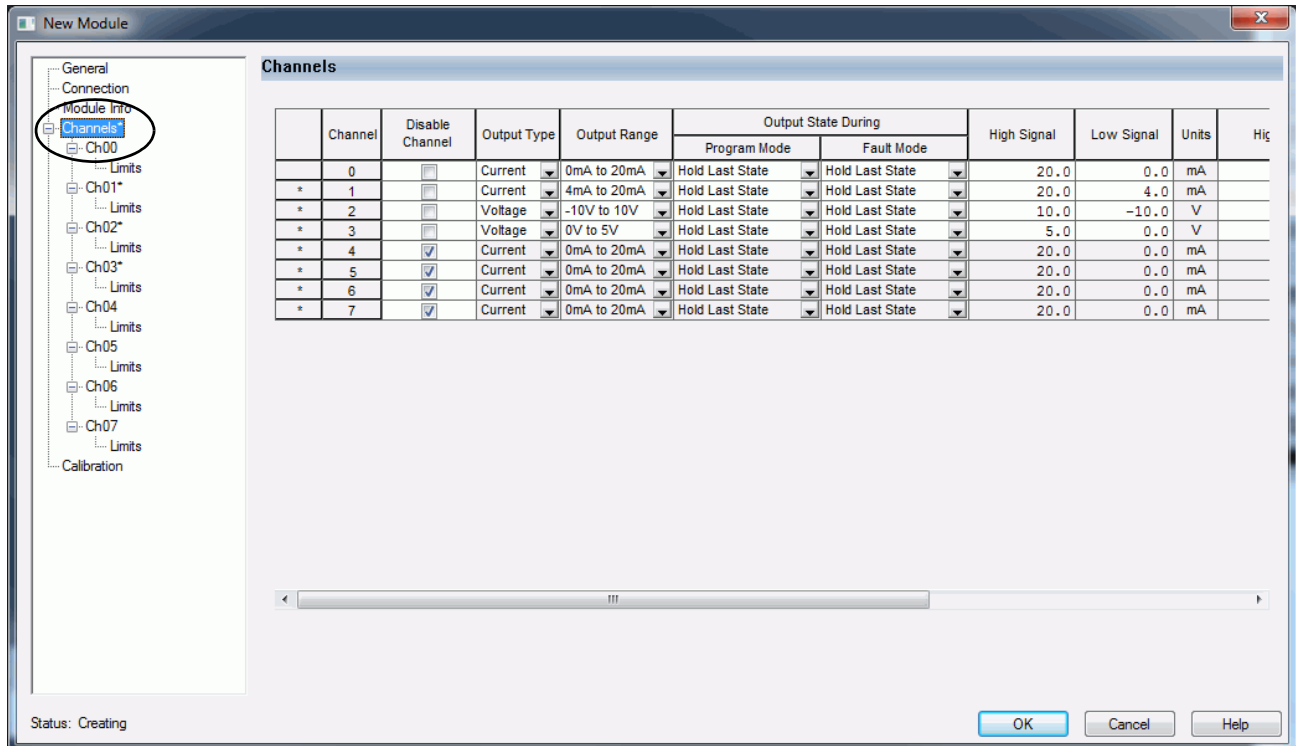 New Module
General
Connection
Module Info
Channels*
Ch00
Limits
Ch01*
Limits
Ch02*
Limits
Ch03*
Limits
Ch04
Limits
Ch05
Limits
Ch06
Limits
Ch07
Limits
Calibration
Channels
Channel Disable Channel Output Type Output Range Output State During High Signal Low Signal Units Hig
Program Mode Fault Mode
0 Current 0mA to 20mA Hold Last State Hold Last State 20.0 0.0 mA
* 1 Current 4mA to 20mA Hold Last State Hold Last State 20.0 4.0 mA
* 2 Voltage -10V to 10V Hold Last State Hold Last State 10.0 -10.0 V
* 3 Voltage 0V to 5V Hold Last State Hold Last State 5.0 0.0 V
* 4 Current 0mA to 20mA Hold Last State Hold Last State 20.0 0.0 mA
* 5 Current 0mA to 20mA Hold Last State Hold Last State 20.0 0.0 mA
* 6 Current 0mA to 20mA Hold Last State Hold Last State 20.0 0.0 mA
* 7 Current 0mA to 20mA Hold Last State Hold Last State 20.0 0.0 mA
Status: Creating
OK Cancel Help